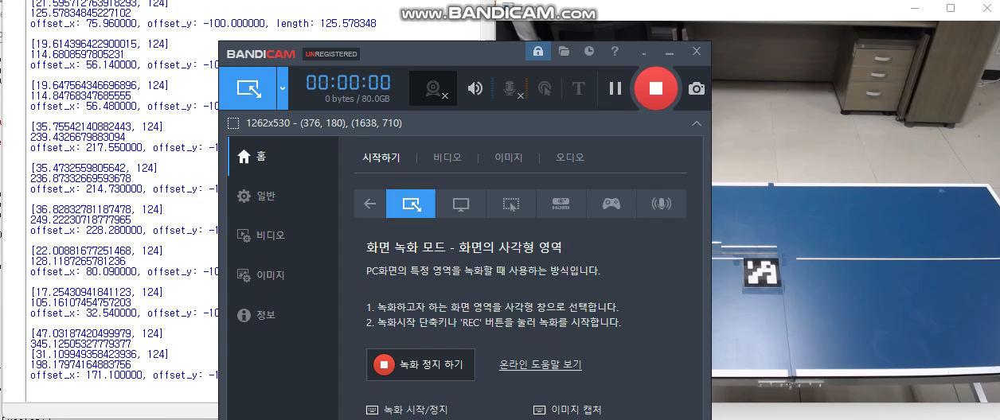 www.BANDICAM.com
[21.595712763918293, 124]
125.57834845227102
offset_x: 75.960000, offset_y: -100.000000, length: 125.578348
[19.614396422900015, 124]
114.6808597805231
offset_x: 56.140000, offset_y: -10
[19.647564346696896, 124]
114.84768347685555
offset_x: 56.480000, offset_y: -10
[35.75542140882443, 124]
239.4326679883094
offset_x: 217.550000, offset_y: -1
[35.4732559805642, 124]
236.87332669593678
offset_x: 214.730000, offset_y: -1
[36.82832781187478, 124]
249.22230718777965
offset_x: 228.280000, offset_y: -1
[22.00881677251468, 124]
128.1187265781236
offset_x: 80.090000, offset_y: -10
[17.25430941841123, 124]
105.16107454757203
offset_x: 32.540000, offset_y: -10
[47.03187420499979, 124]
345.12505327779377
[31.109949358423936, 124]
198.17974164883756
offset_x: 171.100000, offset_y: -1
BANDICAM UNREGISTERED
00:00:00
0 bytes / 80.0GB
1262x530 - (376, 180), (1638, 710)
홈
일반
비디오
이미지
정보
시작하기 | 비디오 | 이미지 | 오디오
HDMI
화면 녹화 모드 - 화면의 사각형 영역
PC화면의 특정 영역을 녹화할 때 사용하는 방식입니다.
1. 녹화하고자 하는 화면 영역을 사각형 창으로 선택합니다.
2. 녹화시작 단축키나 'REC' 버튼을 눌러 녹화를 시작합니다.
녹화 정지 하기
온라인 도움말 보기
녹화 시작/정지
이미지 캡처